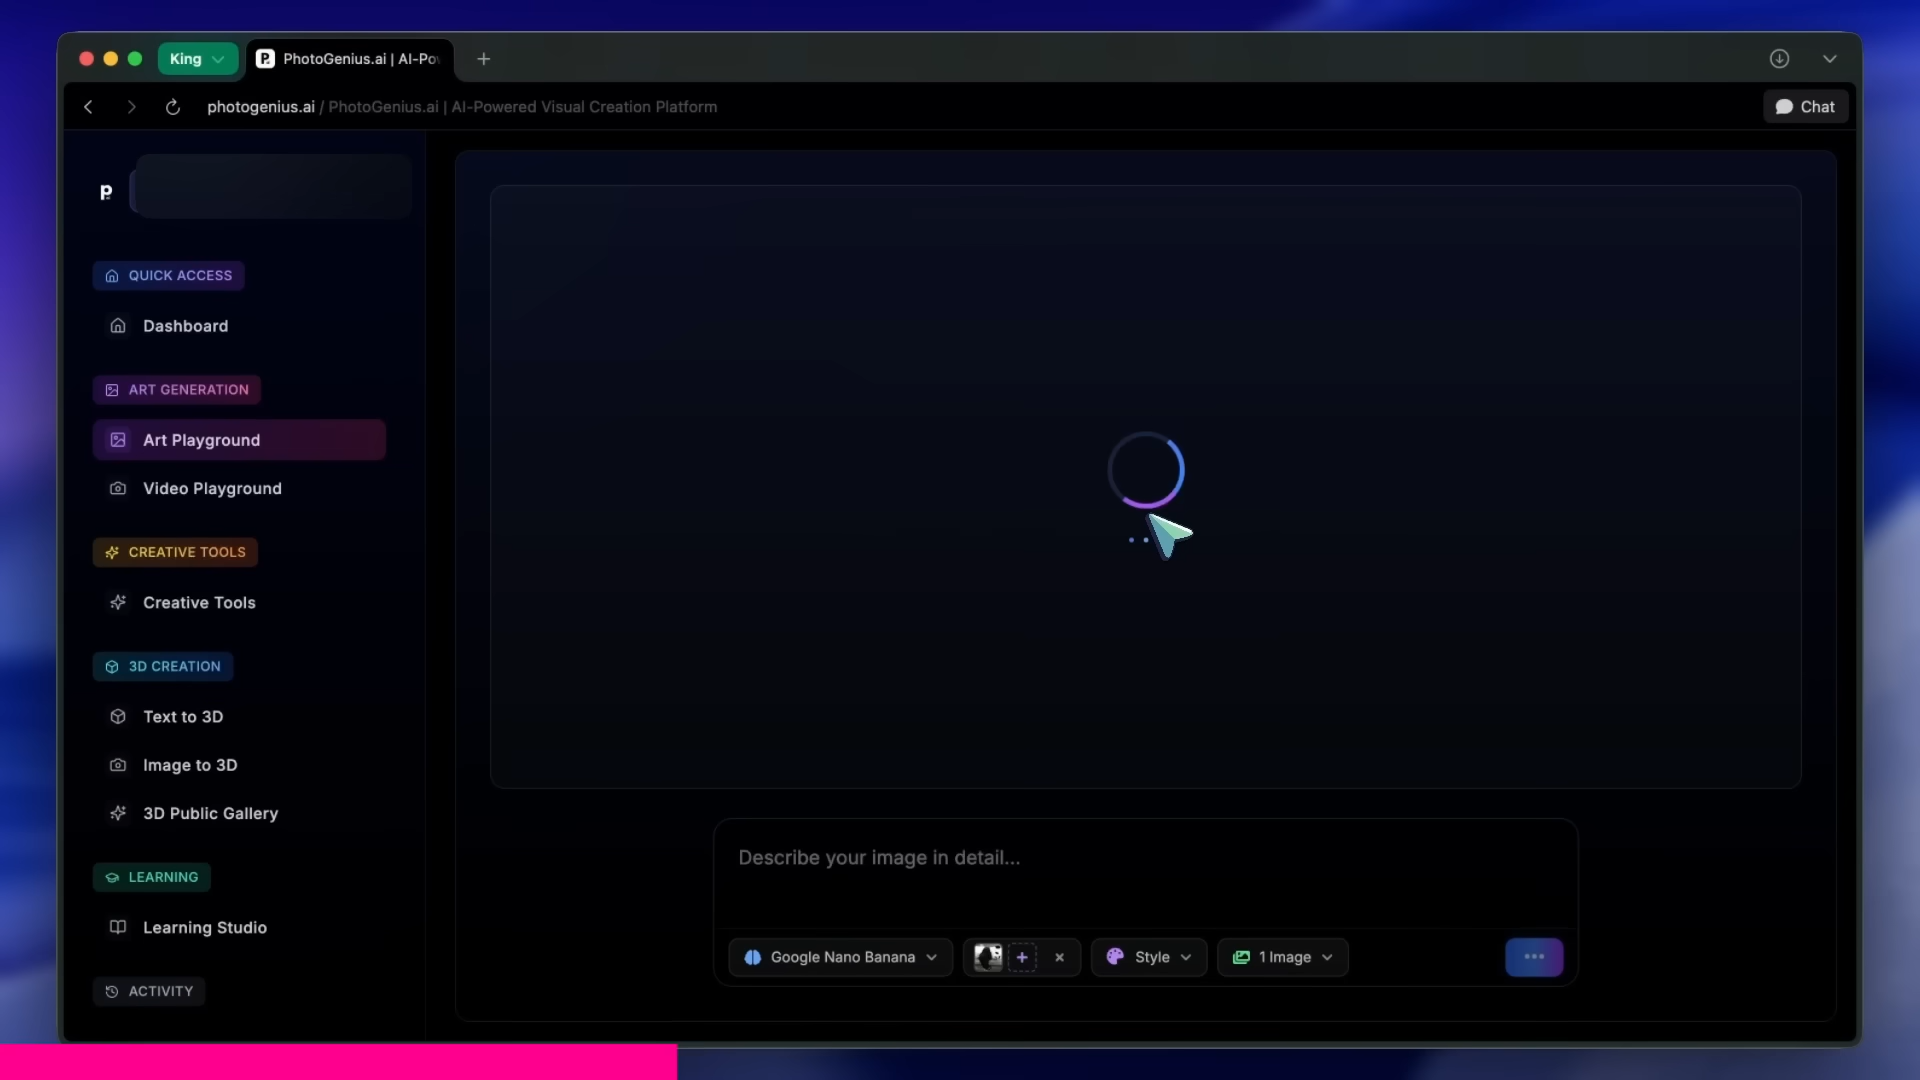 King
PhotoGenius.ai | AI-Po
photogenius.ai / PhotoGenius.ai | AI-Powered Visual Creation Platform
Chat
p
QUICK ACCESS
Dashboard
ART GENERATION
Art Playground
Video Playground
CREATIVE TOOLS
Creative Tools
3D CREATION
Text to 3D
Image to 3D
3D Public Gallery
LEARNING
Learning Studio
ACTIVITY
Describe your image in detail...
Google Nano Banana
Style
1 Image